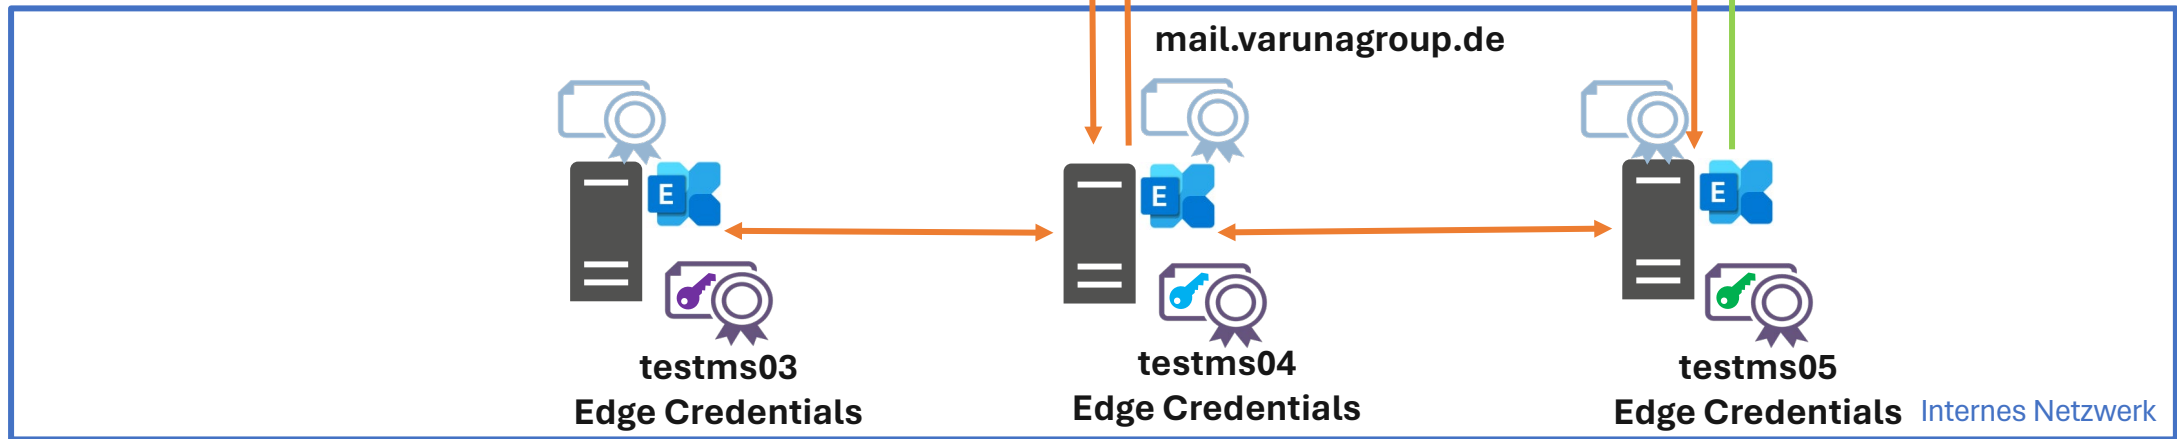 mail.varunagroup.de
E
E
E
testms03
Edge Credentials
testms04
Edge Credentials
testms05
Edge Credentials
Internes Netzwerk